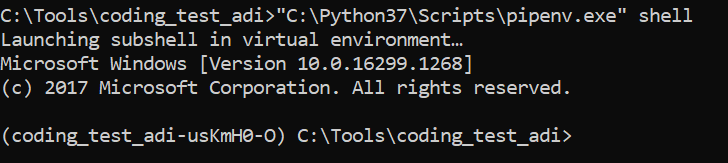 C:\Tools\coding_test_adi>"C:\Python37\Scripts\pipenv.exe" shell
Launching subshell in virtual environment…
Microsoft Windows [Version 10.0.16299.1268]
(c) 2017 Microsoft Corporation. All rights reserved.
(coding_test_adi-usKmH0-O) C:\Tools\coding_test_adi>